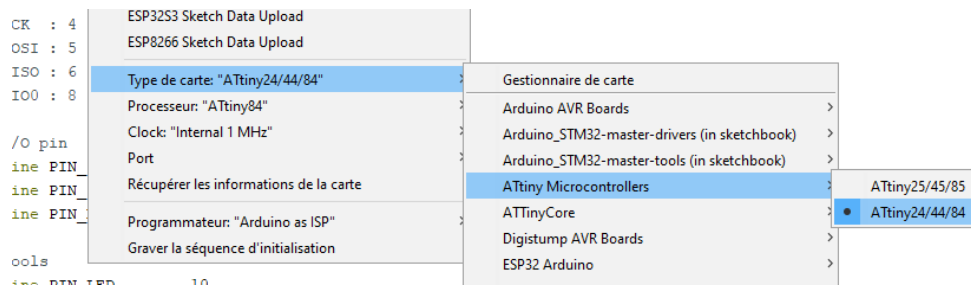 CK : 4
OSI : 5
ISO : 6
IO0 : 8
/O pin
ine PIN_
ine PIN_
ine PIN_
ools
ine PIN_LED 10
ESP32S3 Sketch Data Upload
ESP8266 Sketch Data Upload
Type de carte: "ATtiny24/44/84"
Processeur: "ATtiny84"
Clock: "Internal 1 MHz"
Port
Récupérer les informations de la carte
Programmateur: "Arduino as ISP"
Graver la séquence d'initialisation
Gestionnaire de carte
Arduino AVR Boards
Arduino_STM32-master-drivers (in sketchbook)
Arduino_STM32-master-tools (in sketchbook)
ATtiny Microcontrollers
ATTinyCore
Digistump AVR Boards
ESP32 Arduino
ATtiny25/45/85
ATtiny24/44/84